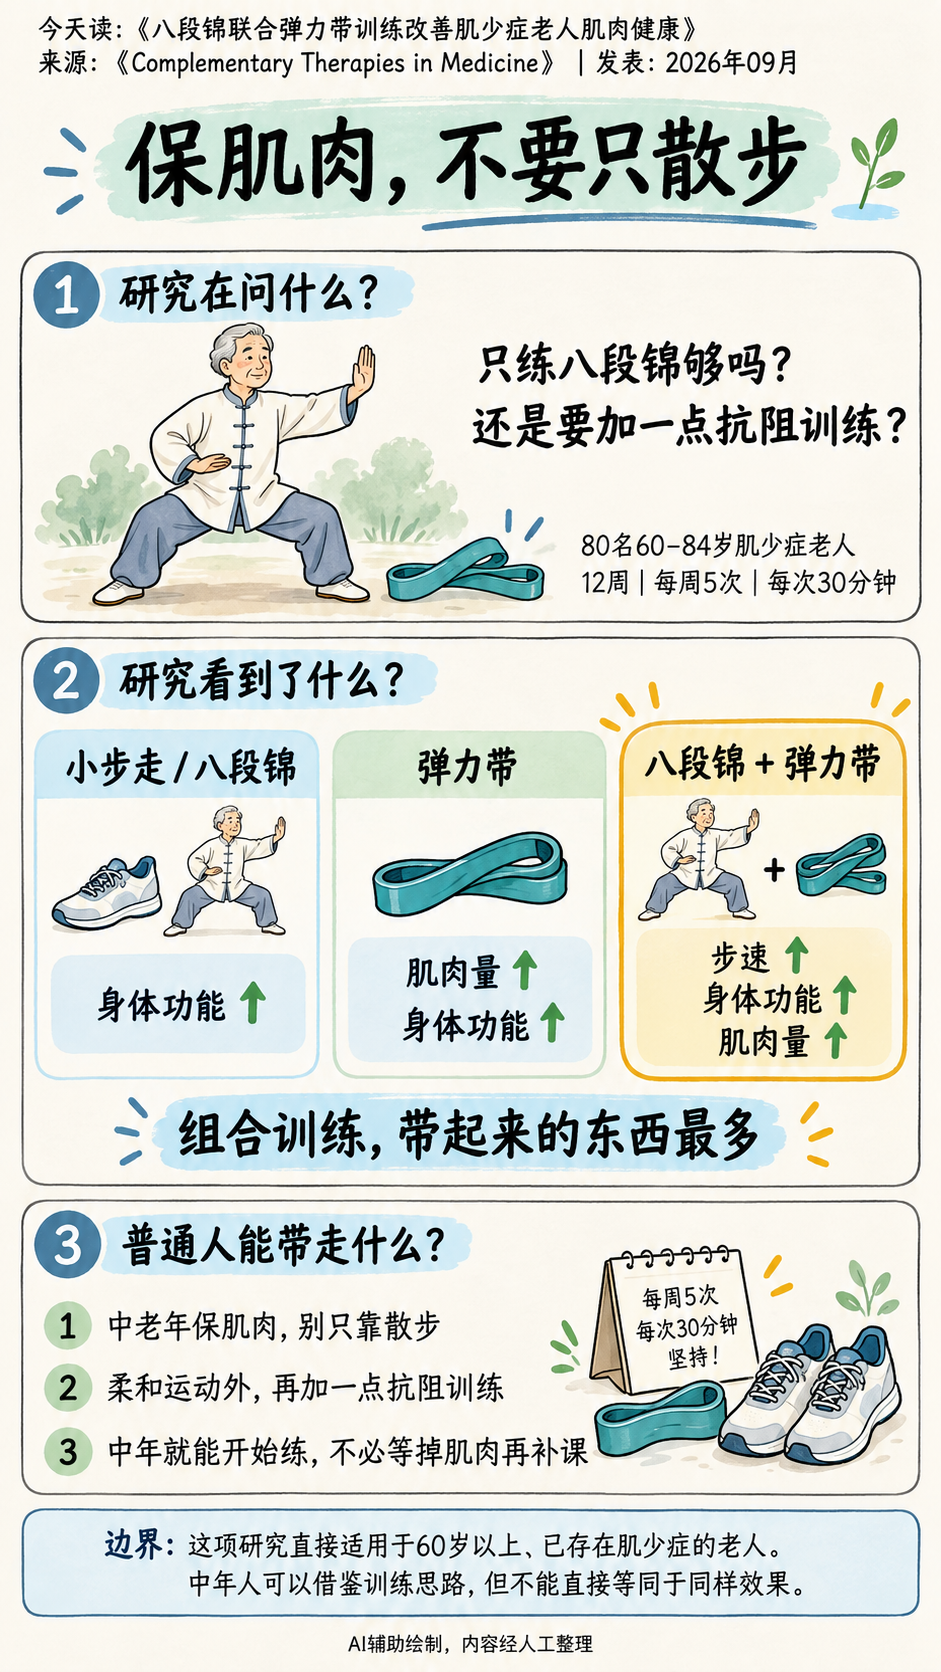 今天读：《八段锦联合弹力带训练改善肌少症老人肌肉健康》
来源：《Complementary Therapies in Medicine》｜发表：2026年09月
保肌肉，不要只散步
1 研究在问什么？
只练八段锦够吗？
还是要加一点抗阻训练？
80名60–84岁肌少症老人
12周｜每周5次｜每次30分钟
2 研究看到了什么？
小步走 / 八段锦
身体功能 ↑
弹力带
肌肉量 ↑
身体功能 ↑
八段锦 + 弹力带
+
步速 ↑
身体功能 ↑
肌肉量 ↑
组合训练，带起来的东西最多
3 普通人能带走什么？
1 中老年保肌肉，别只靠散步
2 柔和运动外，再加一点抗阻训练
3 中年就能开始练，不必等掉肌肉再补课
每周5次
每次30分钟
坚持！
边界：这项研究直接适用于60岁以上、已存在肌少症的老人。
中年人可以借鉴训练思路，但不能直接等同于同样效果。
AI辅助绘制，内容经人工整理